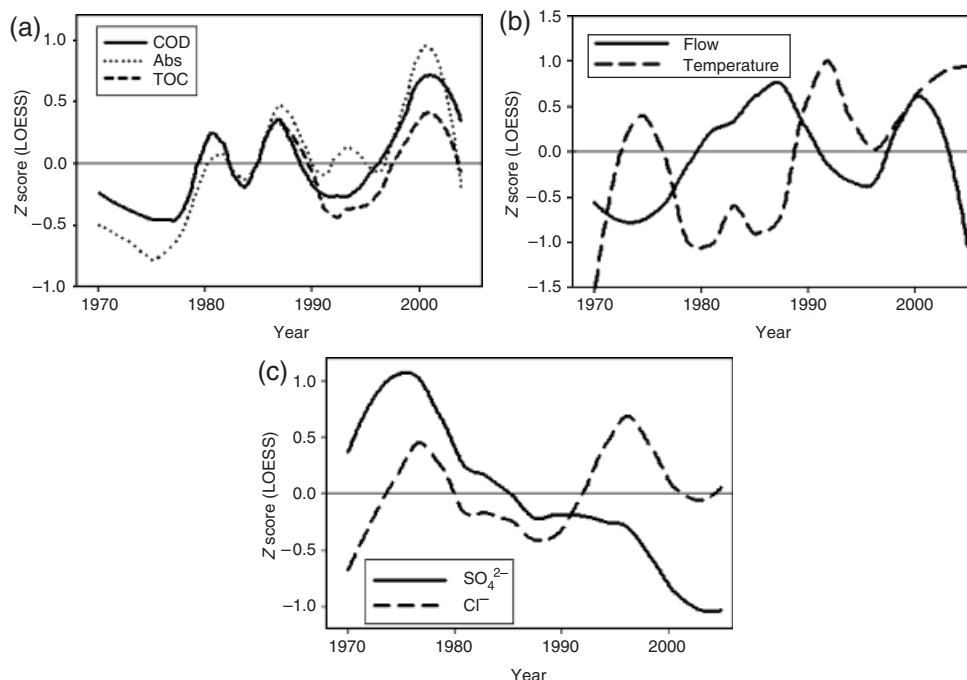 (a)
COD
Abs
TOC
1.0
0.5
0.0
−0.5
−1.0
Z score (LOESS)
1970 1980 1990 2000
Year
(b)
Flow
Temperature
1.5
1.0
0.5
0
−0.5
−1.0
−1.5
Z score (LOESS)
1970 1980 1990 2000
Year
(c)
1.0
0.5
0.0
−0.5
−1.0
Z score (LOESS)
SO₄²⁻
Cl⁻
1970 1980 1990 2000
Year